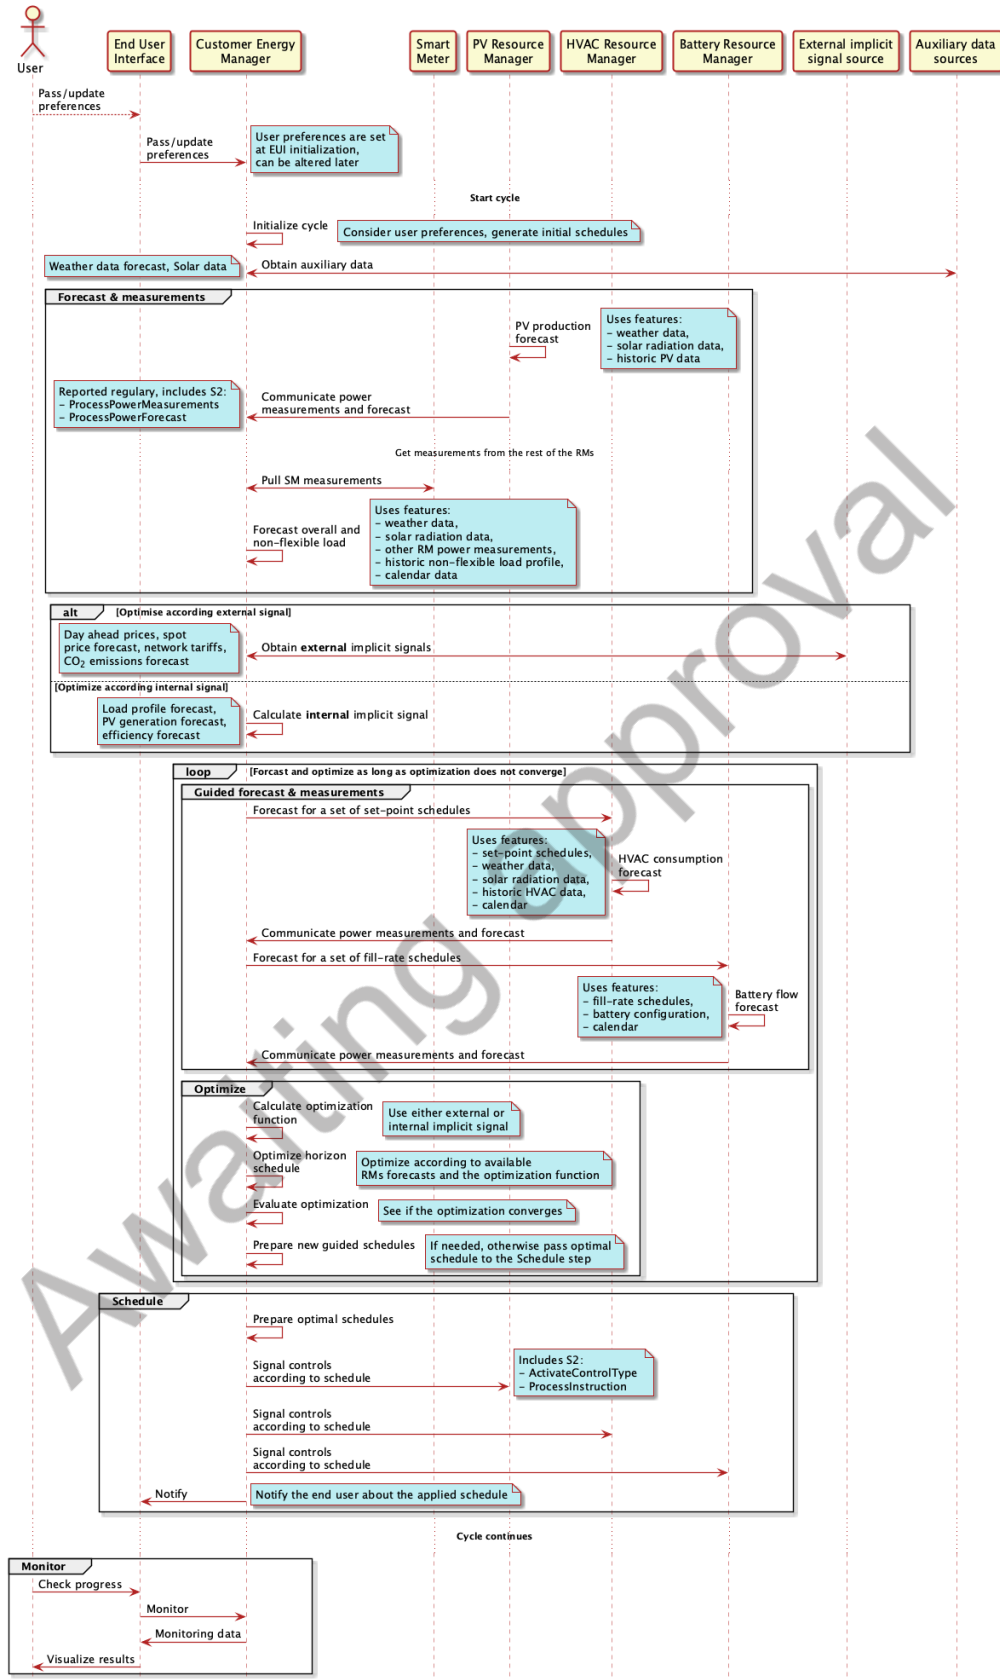 User
End User
Interface
Customer Energy
Manager
Smart
Meter
PV Resource
Manager
HVAC Resource
Manager
Battery Resource
Manager
External implicit
signal source
Auxiliary data
sources
Pass/update
preferences
Pass/update
preferences
User preferences are set
at EUI initialization,
can be altered later
Start cycle
Initialize cycle
Consider user preferences, generate initial schedules
Weather data forecast, Solar data
Obtain auxiliary data
Forecast & measurements
PV production
forecast
Uses features:
- weather data,
- solar radiation data,
- historic PV data
Reported regulary, includes S2:
- ProcessPowerMeasurements
- ProcessPowerForecast
Communicate power
measurements and forecast
Get measurements from the rest of the RMs
Pull SM measurements
Forecast overall and
non-flexible load
Uses features:
- weather data,
- solar radiation data,
- other RM power measurements,
- historic non-flexible load profile,
- calendar data
alt
[Optimise according external signal]
Day ahead prices, spot
price forecast, network tariffs,
CO2 emissions forecast
Obtain external implicit signals
[Optimize according internal signal]
Load profile forecast,
PV generation forecast,
efficiency forecast
Calculate internal implicit signal
loop
[Forcast and optimize as long as optimization does not converge]
Guided forecast & measurements
Forecast for a set of set-point schedules
Uses features:
- set-point schedules,
- weather data,
- solar radiation data,
- historic HVAC data,
- calendar
HVAC consumption
forecast
Communicate power measurements and forecast
Forecast for a set of fill-rate schedules
Uses features:
- fill-rate schedules,
- battery configuration,
- calendar
Battery flow
forecast
Communicate power measurements and forecast
Optimize
Calculate optimization
function
Use either external or
internal implicit signal
Optimize horizon
schedule
Optimize according to available
RMs forecasts and the optimization function
Evaluate optimization
See if the optimization converges
Prepare new guided schedules
If needed, otherwise pass optimal
schedule to the Schedule step
Schedule
Prepare optimal schedules
Signal controls
according to schedule
Includes S2:
- ActivateControlType
- ProcessInstruction
Signal controls
according to schedule
Signal controls
according to schedule
Notify
Notify the end user about the applied schedule
Cycle continues
Monitor
Check progress
Monitor
Monitoring data
Visualize results
Awaiting approval